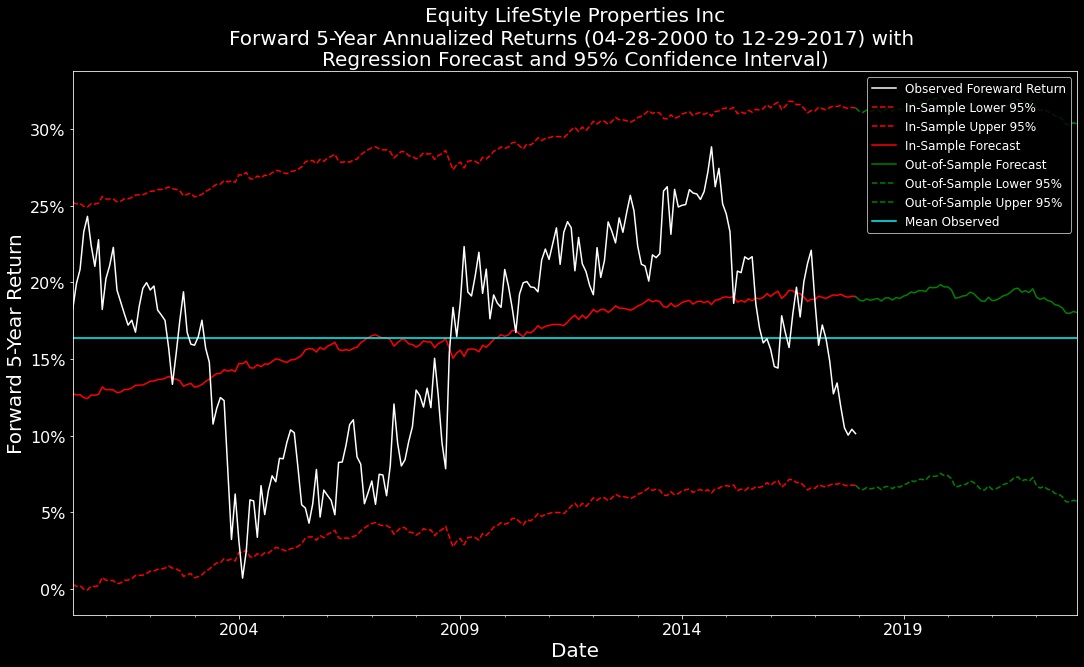 Equity LifeStyle Properties Inc
Forward 5-Year Annualized Returns (04-28-2000 to 12-29-2017) with
Regression Forecast and 95% Confidence Interval)
Observed Foreward Return
In-Sample Lower 95%
In-Sample Upper 95%
In-Sample Forecast
Out-of-Sample Forecast
Out-of-Sample Lower 95%
Out-of-Sample Upper 95%
Mean Observed
Forward 5-Year Return
30%
25%
20%
15%
10%
5%
0%
2004
2009
2014
2019
Date